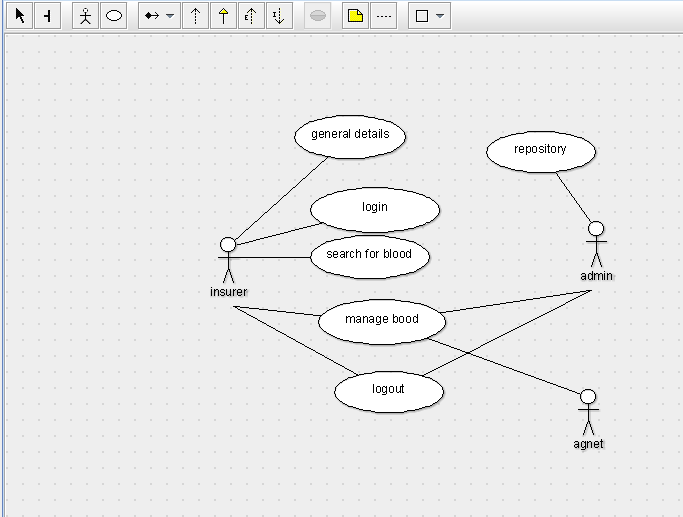 general details
repository
login
search for blood
insurer
admin
manage bood
logout
agnet